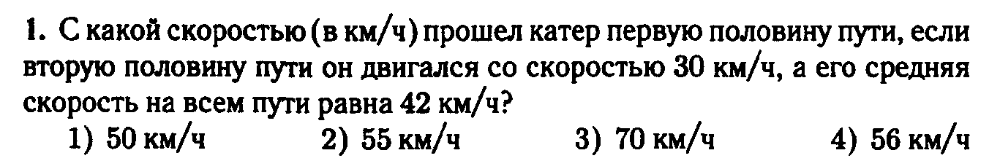 1. С какой скоростью (в км/ч) прошел катер первую половину пути, если
вторую половину пути он двигался со скоростью 30 км/ч, а его средняя
скорость на всем пути равна 42 км/ч?
1) 50 км/ч 2) 55 км/ч 3) 70 км/ч 4) 56 км/ч